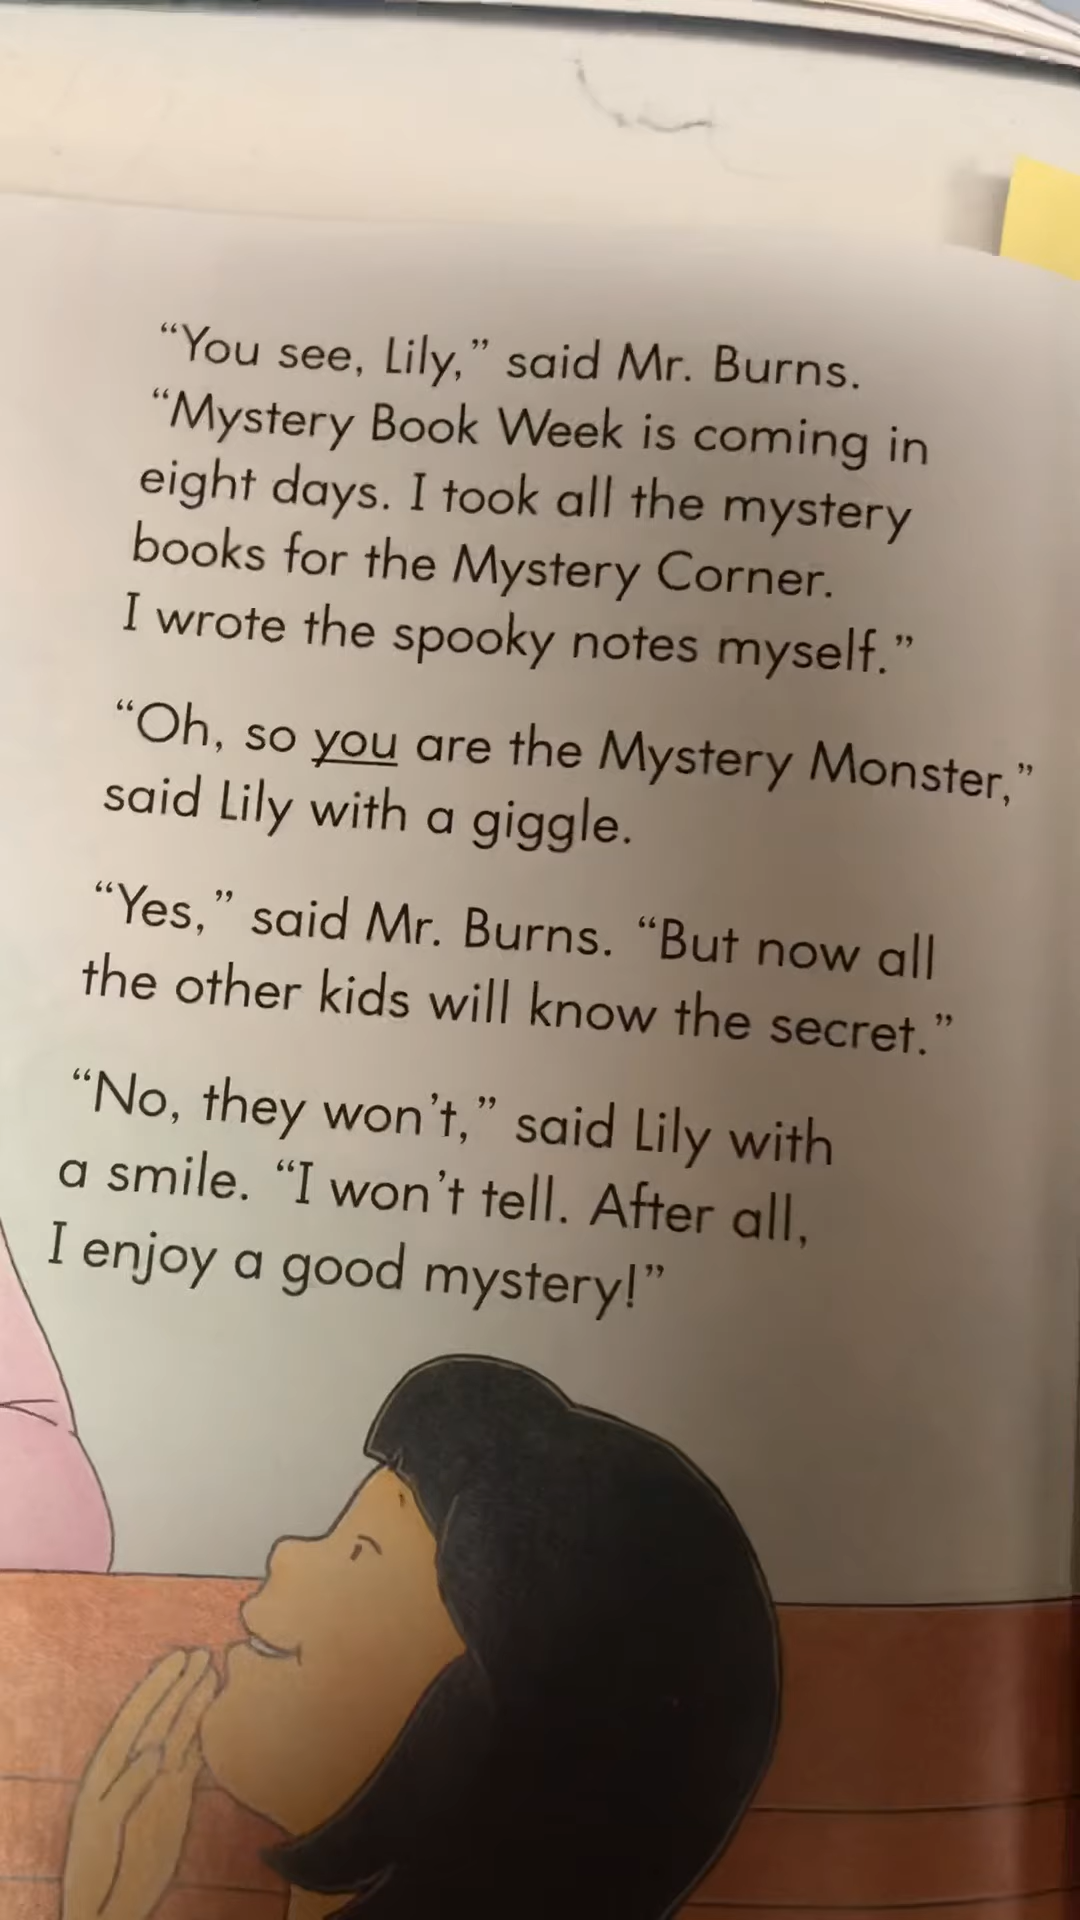 “You see, Lily,” said Mr. Burns.
“Mystery Book Week is coming in
eight days. I took all the mystery
books for the Mystery Corner.
I wrote the spooky notes myself.”
“Oh, so you are the Mystery Monster,”
said Lily with a giggle.
“Yes,” said Mr. Burns. “But now all
the other kids will know the secret.”
“No, they won’t,” said Lily with
a smile. “I won’t tell. After all,
I enjoy a good mystery!”